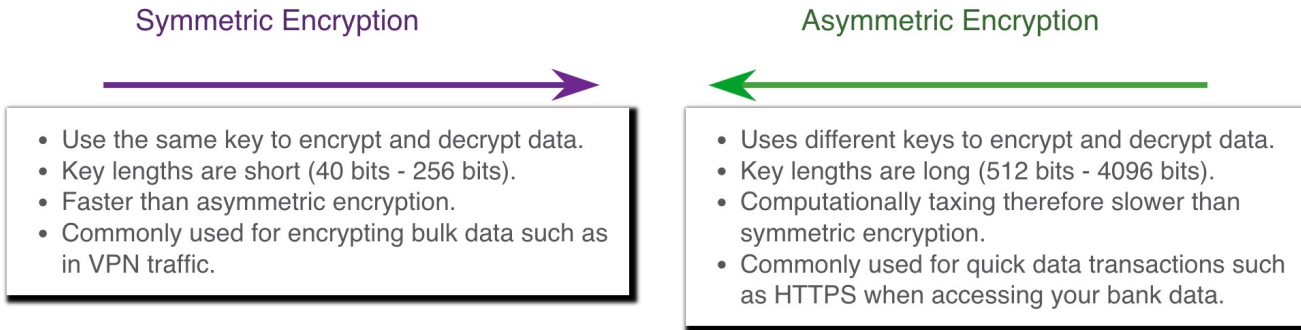 Symmetric Encryption
• Use the same key to encrypt and decrypt data.
• Key lengths are short (40 bits - 256 bits).
• Faster than asymmetric encryption.
• Commonly used for encrypting bulk data such as
in VPN traffic.
Asymmetric Encryption
• Uses different keys to encrypt and decrypt data.
• Key lengths are long (512 bits - 4096 bits).
• Computationally taxing therefore slower than
symmetric encryption.
• Commonly used for quick data transactions such
as HTTPS when accessing your bank data.